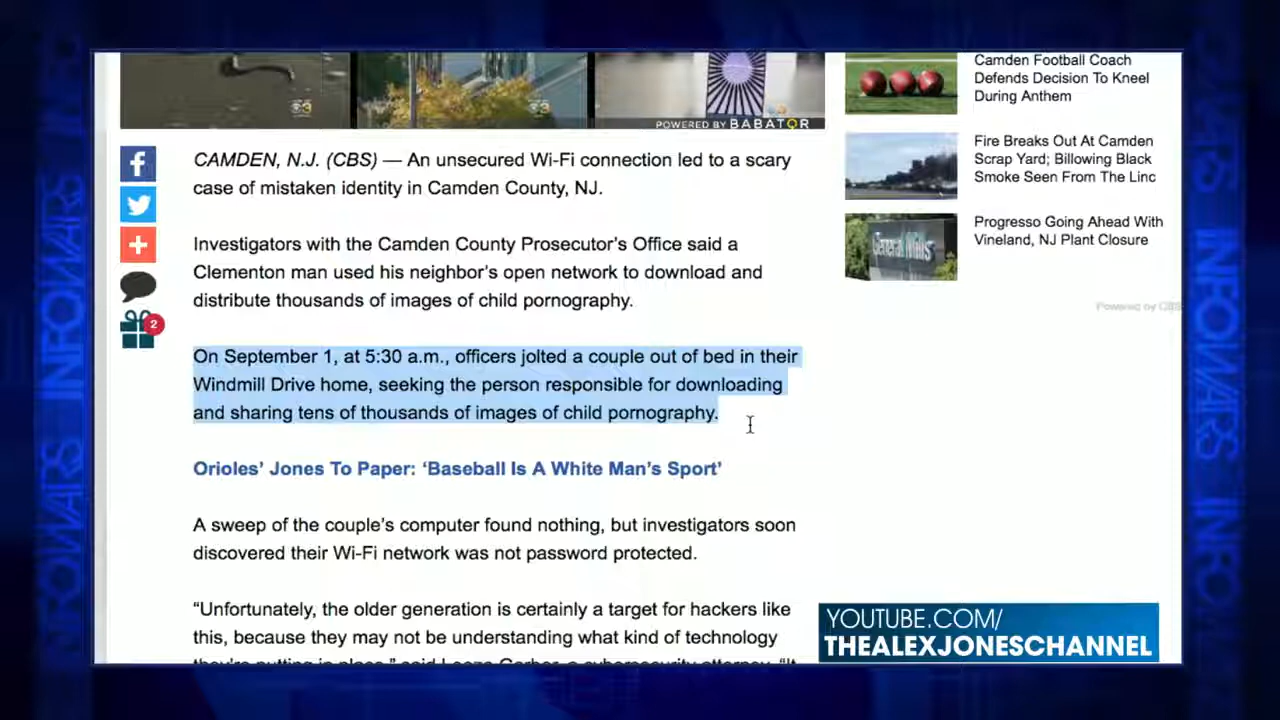 INFOWARS
POWERED BY BABATOR
CAMDEN, N.J. (CBS) — An unsecured Wi-Fi connection led to a scary
case of mistaken identity in Camden County, NJ.
Investigators with the Camden County Prosecutor's Office said a
Clementon man used his neighbor's open network to download and
distribute thousands of images of child pornography.
2
On September 1, at 5:30 a.m., officers jolted a couple out of bed in their
Windmill Drive home, seeking the person responsible for downloading
and sharing tens of thousands of images of child pornography.
Orioles' Jones To Paper: 'Baseball Is A White Man's Sport'
A sweep of the couple's computer found nothing, but investigators soon
discovered their Wi-Fi network was not password protected.
“Unfortunately, the older generation is certainly a target for hackers like
this, because they may not be understanding what kind of technology
Camden Football Coach
Defends Decision To Kneel
During Anthem
Fire Breaks Out At Camden
Scrap Yard; Billowing Black
Smoke Seen From The Linc
General Mills
Progresso Going Ahead With
Vineland, NJ Plant Closure
Powered by CBS
YOUTUBE.COM/
THEALEXJONESCHANNEL
INFOWARS